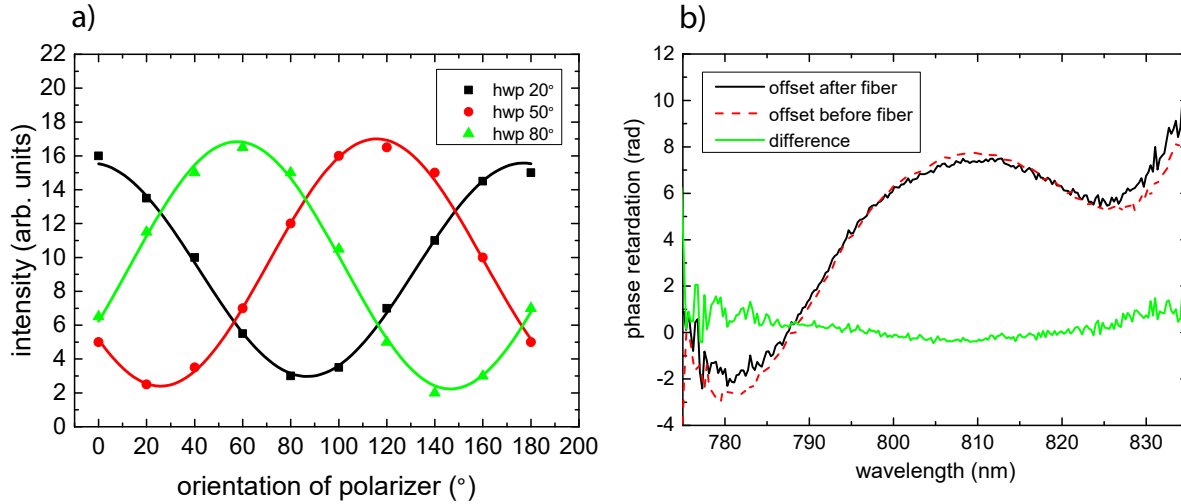 a)
22
20
18
16
14
12
10
8
6
4
2
0
0 20 40 60 80 100 120 140 160 180 200
intensity (arb. units)
orientation of polarizer (°)
hwp 20°
hwp 50°
hwp 80°
b)
12
10
8
6
4
2
0
-2
-4
780 790 800 810 820 830
phase retardation (rad)
wavelength (nm)
offset after fiber
offset before fiber
difference